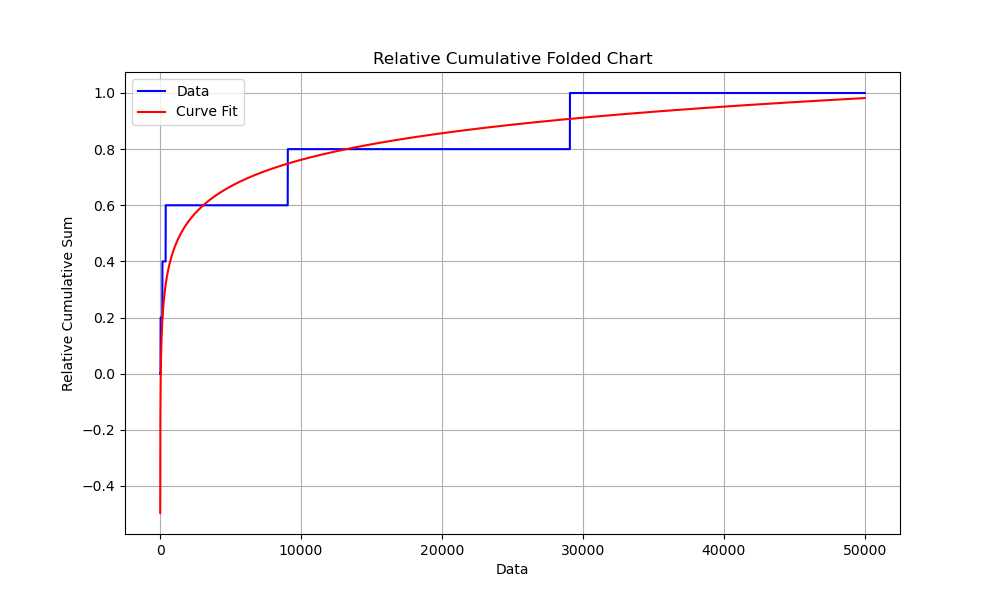 Relative Cumulative Folded Chart
Data
Curve Fit
Relative Cumulative Sum
1.0
0.8
0.6
0.4
0.2
0.0
−0.2
−0.4
0 10000 20000 30000 40000 50000
Data